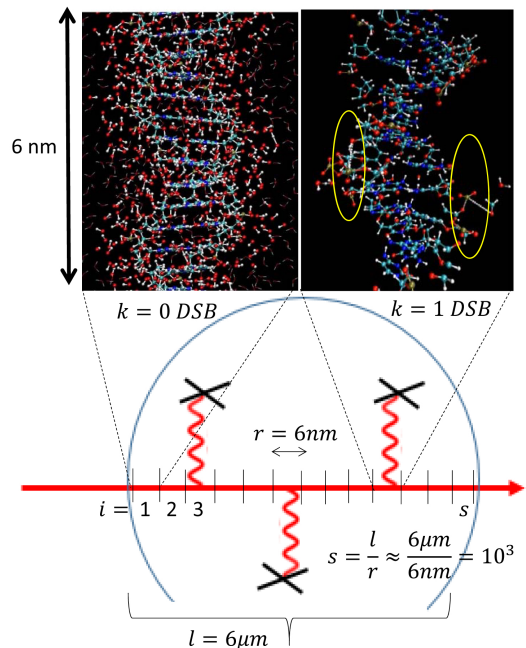 6 nm
k = 0 DSB
k = 1 DSB
r = 6nm
i = 1 2 3 s
s = l/r ≈ 6μm/6nm = 10³
l = 6μm